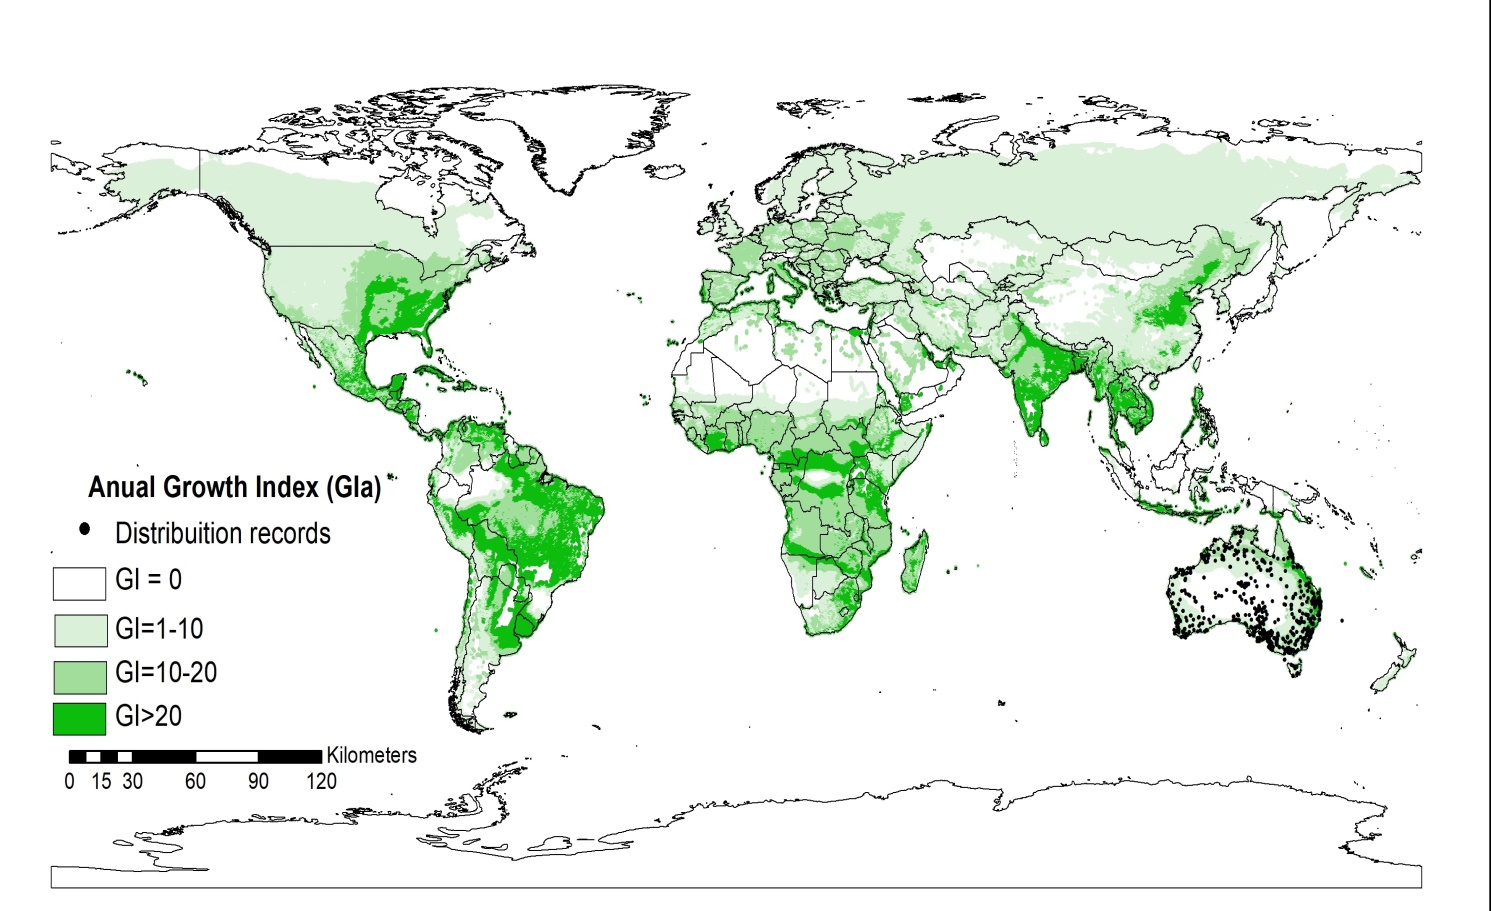 Anual Growth Index (GIa)
Distribuition records
GI = 0
GI=1-10
GI=10-20
GI>20
Kilometers
0 15 30 60 90 120